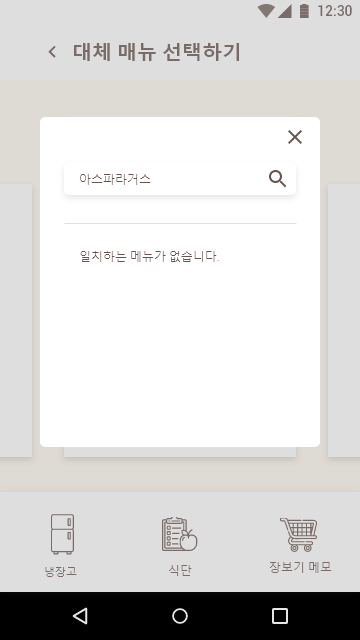 12:30
대체 매뉴 선택하기
아스파라거스
일치하는 메뉴가 없습니다.
냉장고
식단
장보기 메모